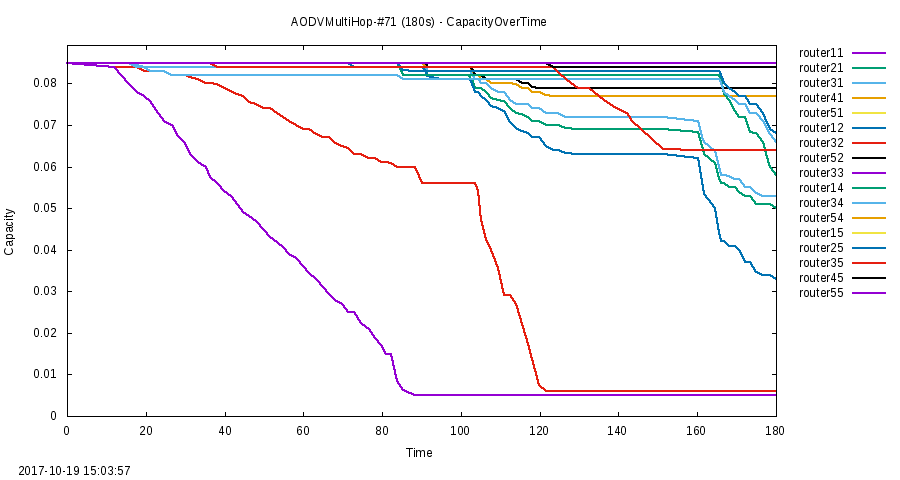 AODVMultiHop-#71 (180s) - CapacityOverTime
router11
router21
router31
router41
router51
router12
router32
router52
router33
router14
router34
router54
router15
router25
router35
router45
router55
0.08
0.07
0.06
0.05
0.04
0.03
0.02
0.01
0
Capacity
0 20 40 60 80 100 120 140 160 180
Time
2017-10-19 15:03:57